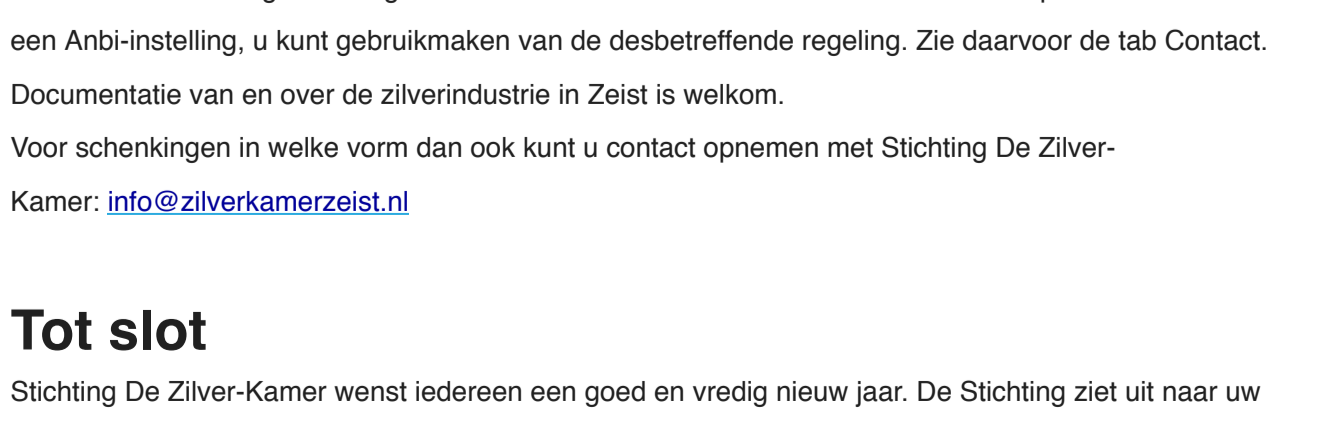 een Anbi-instelling, u kunt gebruikmaken van de desbetreffende regeling. Zie daarvoor de tab Contact.
Documentatie van en over de zilverindustrie in Zeist is welkom.
Voor schenkingen in welke vorm dan ook kunt u contact opnemen met Stichting De Zilver-
Kamer: info@zilverkamerzeist.nl
Tot slot
Stichting De Zilver-Kamer wenst iedereen een goed en vredig nieuw jaar. De Stichting ziet uit naar uw